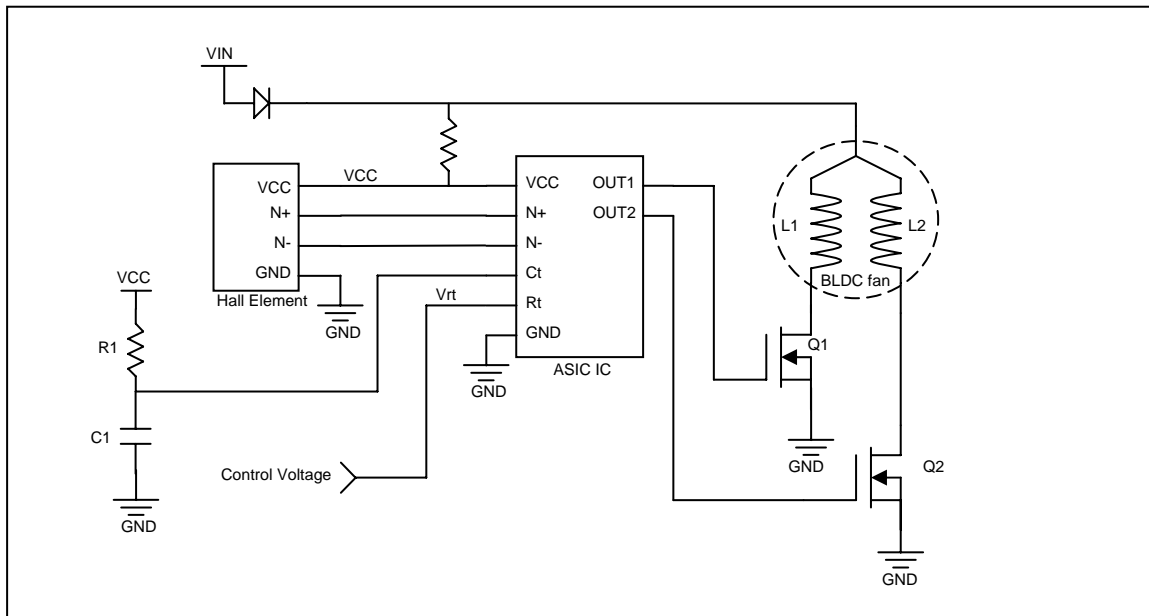 VIN
VCC
VCC
N+
N-
GND
Hall Element
GND
VCC
N+
N-
Ct
Rt
GND
OUT1
OUT2
ASIC IC
GND
Vrt
VCC
R1
C1
GND
Control Voltage
L1
L2
BLDC fan
Q1
GND
Q2
GND